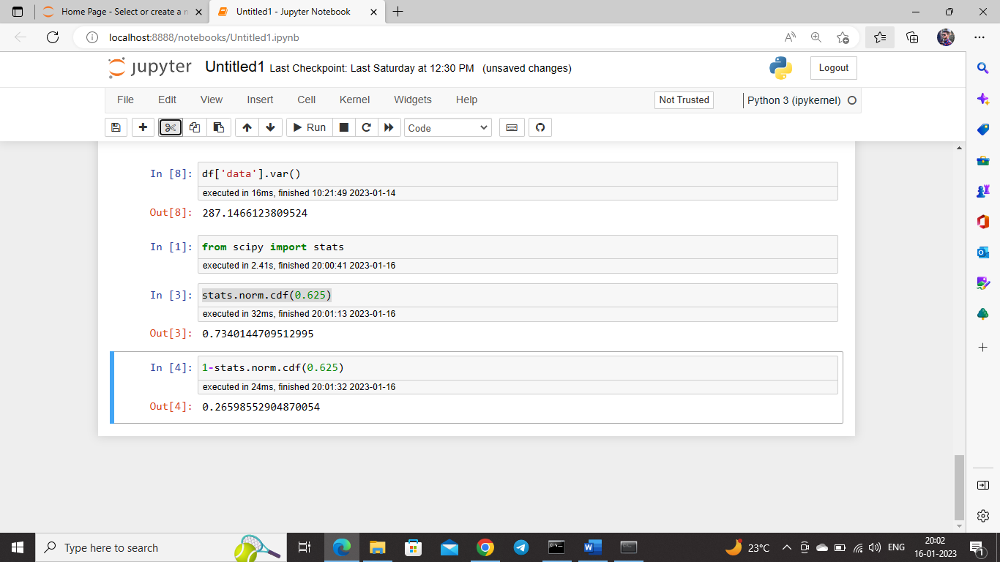 Home Page - Select or create a n
Untitled1 - Jupyter Notebook
localhost:8888/notebooks/Untitled1.ipynb
jupyter Untitled1 Last Checkpoint: Last Saturday at 12:30 PM (unsaved changes)
Logout
File Edit View Insert Cell Kernel Widgets Help
Not Trusted
Python 3 (ipykernel)
Run
Code
In [8]: df['data'].var()
executed in 16ms, finished 10:21:49 2023-01-14
Out[8]: 287.1466123809524
In [1]: from scipy import stats
executed in 2.41s, finished 20:00:41 2023-01-16
In [3]: stats.norm.cdf(0.625)
executed in 32ms, finished 20:01:13 2023-01-16
Out[3]: 0.7340144709512995
In [4]: 1-stats.norm.cdf(0.625)
executed in 24ms, finished 20:01:32 2023-01-16
Out[4]: 0.26598552904870054
Type here to search
23°C
ENG
20:02
16-01-2023
1